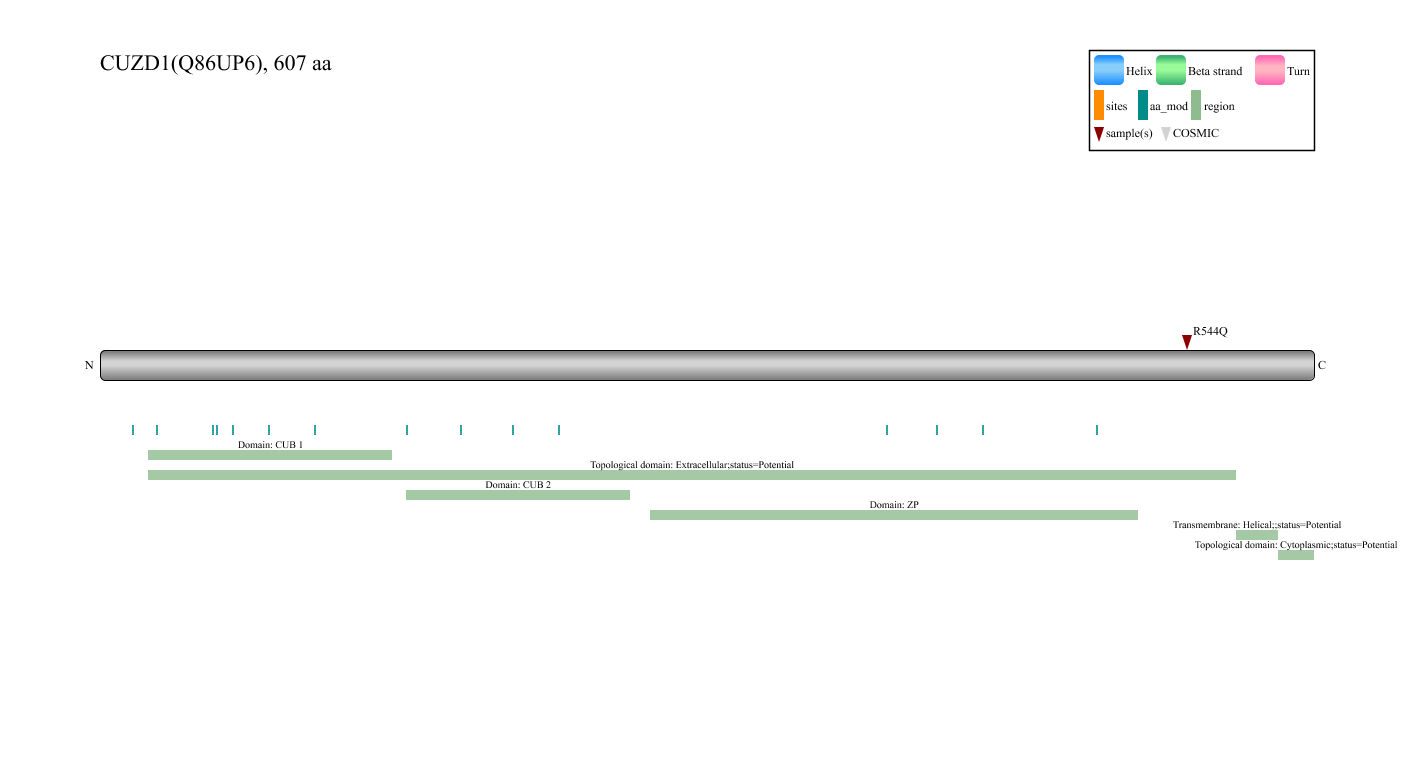 CUZD1(Q86UP6), 607 aa
Helix Beta strand Turn
sites aa_mod region
sample(s) COSMIC
R544Q
N C
Domain: CUB 1
Topological domain: Extracellular;status=Potential
Domain: CUB 2
Domain: ZP
Transmembrane: Helical;;status=Potential
Topological domain: Cytoplasmic;status=Potential